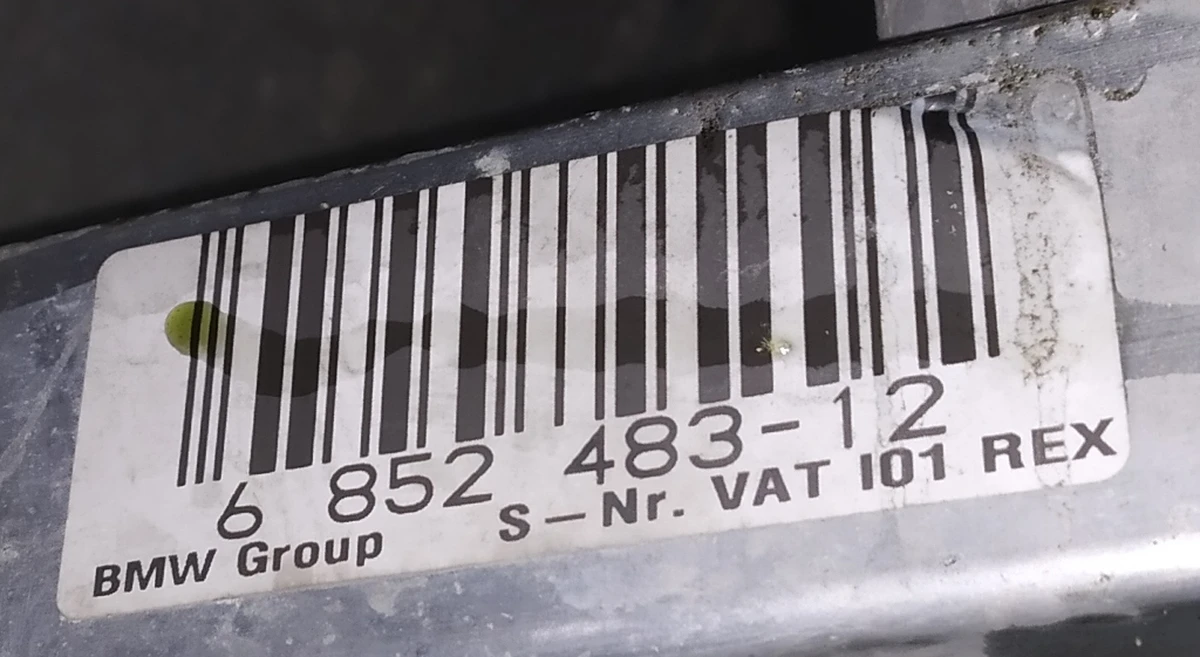 6 852 483-12
BMW Group S-Nr. VAT I01 REX